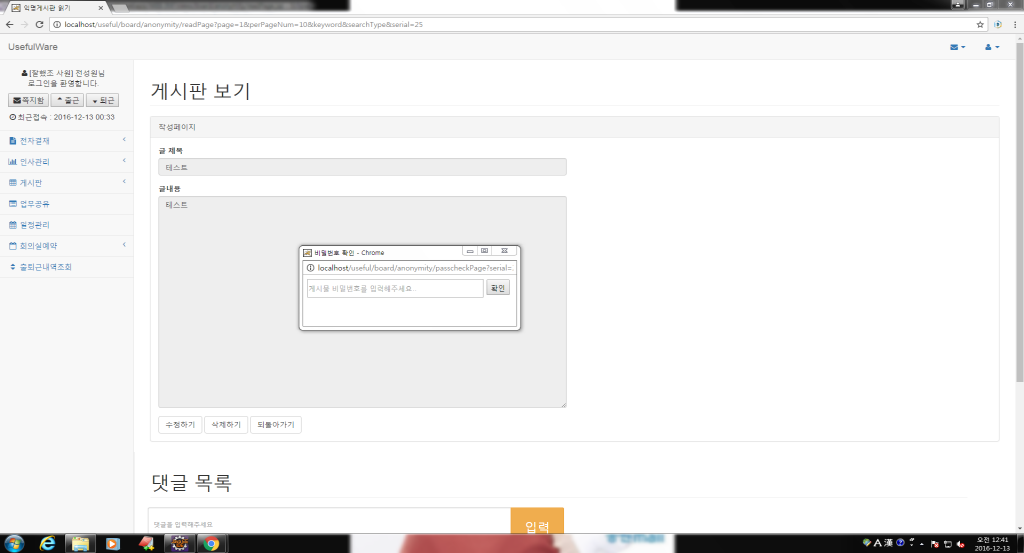 익명게시판 읽기
localhost/useful/board/anonymity/readPage?page=1&perPageNum=10&keyword&searchType&serial=25
UsefulWare
[잘했조 사원] 전성원님
로그인을 환영합니다.
쪽지함 출근 퇴근
최근접속 : 2016-12-13 00:33
전자결재
인사관리
게시판
업무공유
일정관리
회의실예약
출퇴근내역조회
게시판 보기
작성페이지
글 제목
테스트
글내용
테스트
비밀번호 확인 - Chrome
localhost/useful/board/anonymity/passcheckPage?serial=...
게시물 비밀번호를 입력해주세요..
확인
수정하기 삭제하기 되돌아가기
댓글 목록
댓글을 입력해주세요
입력
A 漢
오전 12:41
2016-12-13